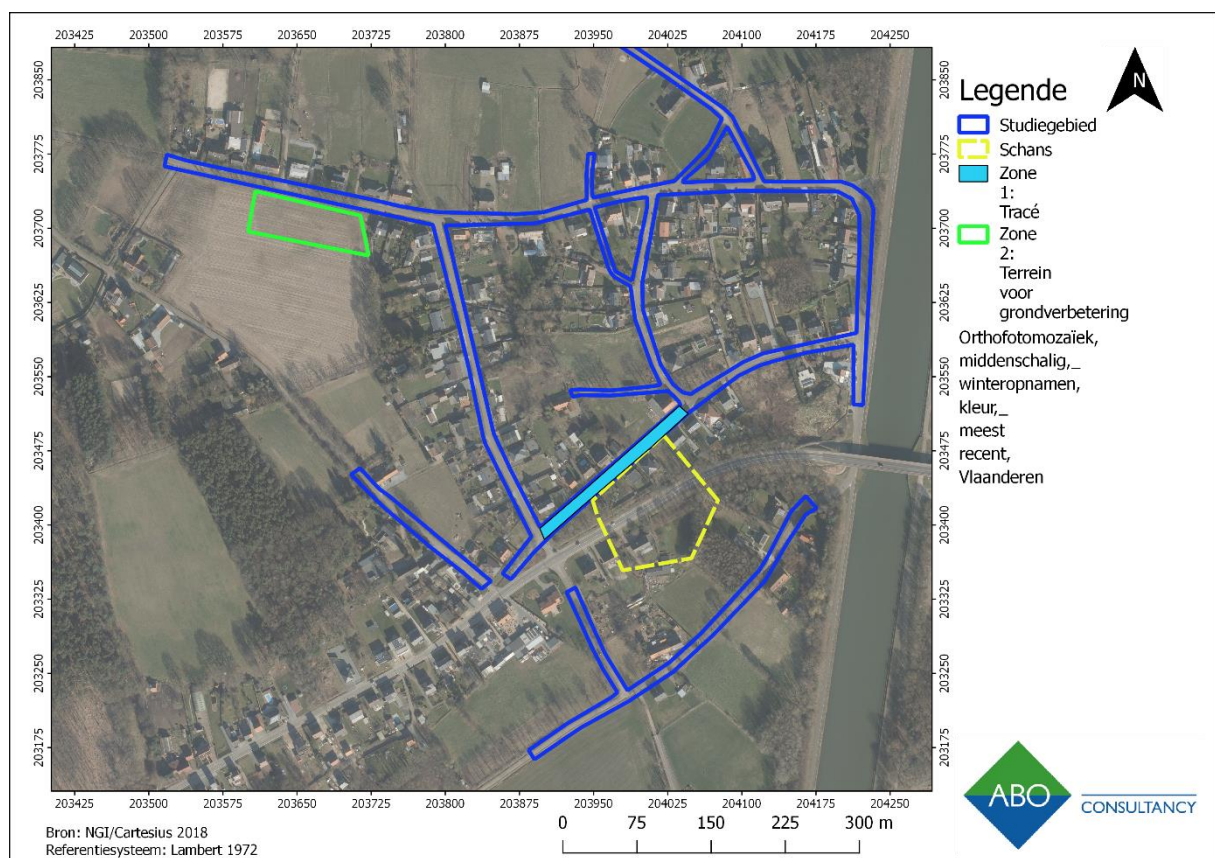 203425 203500 203575 203650 203725 203800 203875 203950 204025 204100 204175 204250
203850
203775
203700
203625
203550
203475
203400
203325
203250
203175
203850
203775
203700
203625
203550
203475
203400
203325
203250
203175
203425 203500 203575 203650 203725 203800 203875 203950 204025 204100 204175 204250
N
Legende
Studiegebied
Schans
Zone
1:
Tracé
Zone
2:
Terrein
voor
grondverbetering
Orthofotomozaïek,
middenschalig,_
winteropnamen,
kleur,_
meest
recent,
Vlaanderen
ABO
CONSULTANCY
Bron: NGI/Cartesius 2018
Referentiesysteem: Lambert 1972
0 75 150 225 300 m